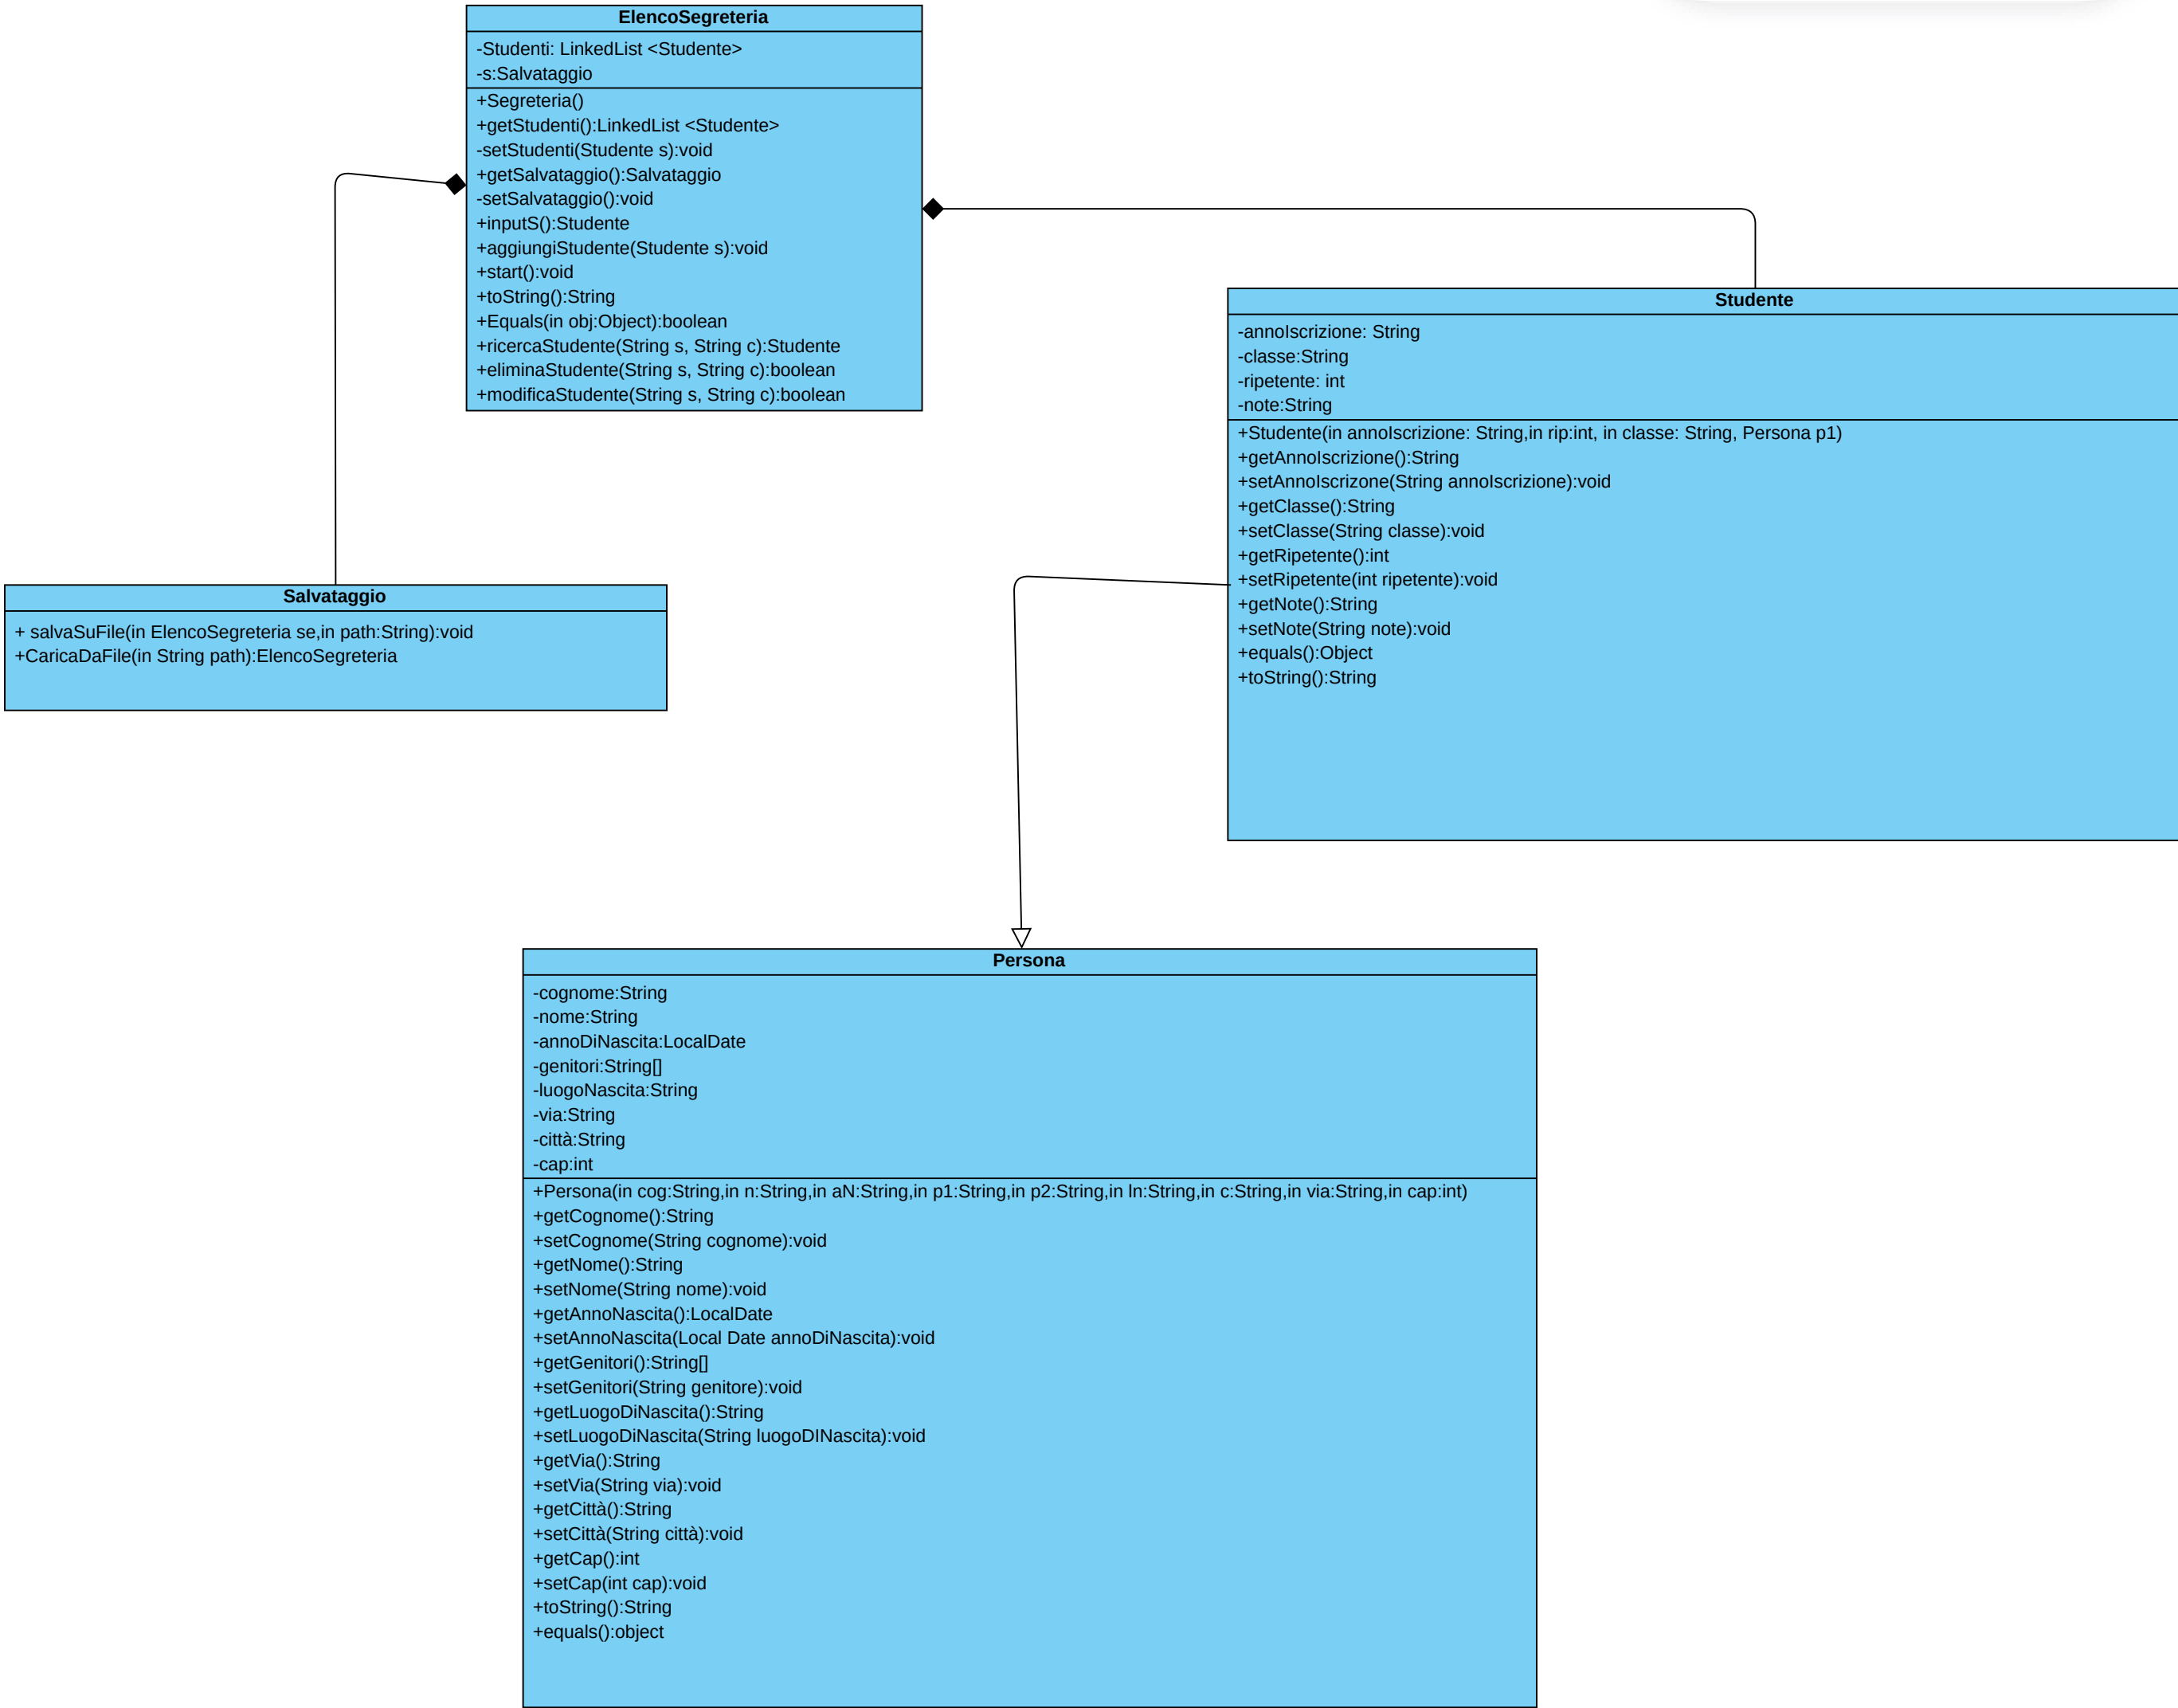 ElencoSegreteria
-Studenti: LinkedList <Studente>
-s:Salvataggio
+Segreteria()
+getStudenti():LinkedList <Studente>
-setStudenti(Studente s):void
+getSalvataggio():Salvataggio
-setSalvataggio():void
+inputS():Studente
+aggiungiStudente(Studente s):void
+start():void
+toString():String
+Equals(in obj:Object):boolean
+ricercaStudente(String s, String c):Studente
+eliminaStudente(String s, String c):boolean
+modificaStudente(String s, String c):boolean
Studente
-annoIscrizione: String
-classe:String
-ripetente: int
-note:String
+Studente(in annoIscrizione: String,in rip:int, in classe: String, Persona p1)
+getAnnoIscrizione():String
+setAnnoIscrizone(String annoIscrizione):void
+getClasse():String
+setClasse(String classe):void
+getRipetente():int
+setRipetente(int ripetente):void
+getNote():String
+setNote(String note):void
+equals():Object
+toString():String
Salvataggio
+ salvaSuFile(in ElencoSegreteria se,in path:String):void
+CaricaDaFile(in String path):ElencoSegreteria
Persona
-cognome:String
-nome:String
-annoDiNascita:LocalDate
-genitori:String[]
-luogoNascita:String
-via:String
-città:String
-cap:int
+Persona(in cog:String,in n:String,in aN:String,in p1:String,in p2:String,in ln:String,in c:String,in via:String,in cap:int)
+getCognome():String
+setCognome(String cognome):void
+getNome():String
+setNome(String nome):void
+getAnnoNascita():LocalDate
+setAnnoNascita(Local Date annoDiNascita):void
+getGenitori():String[]
+setGenitori(String genitore):void
+getLuogoDiNascita():String
+setLuogoDiNascita(String luogoDINascita):void
+getVia():String
+setVia(String via):void
+getCittà():String
+setCittà(String città):void
+getCap():int
+setCap(int cap):void
+toString():String
+equals():object